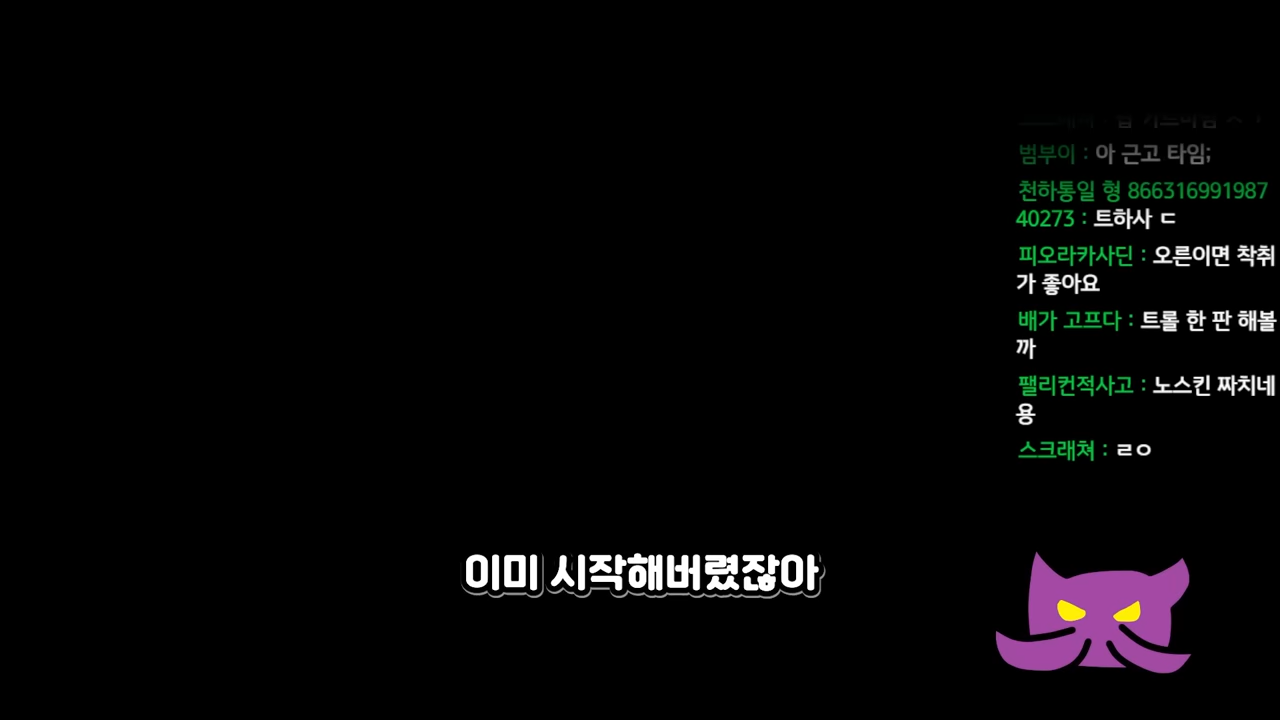 범부이 : 아 근고 타임;
천하통일 형 866316991987
40273 : 트하사 ㄷ
피오라카사딘 : 오른이면 착취
가 좋아요
배가 고프다 : 트롤 한 판 해볼
까
팰리컨적사고 : 노스킨 짜치네
용
스크래쳐 : ㄹㅇ
이미 시작해버렸잖아